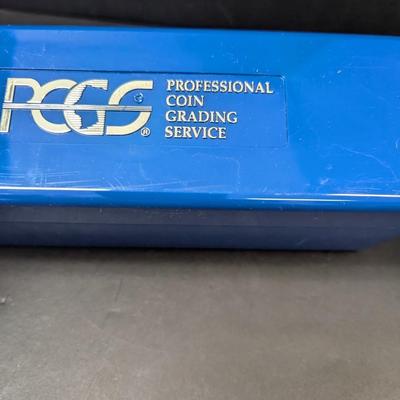 PCGS®
PROFESSIONAL
COIN
GRADING
SERVICE